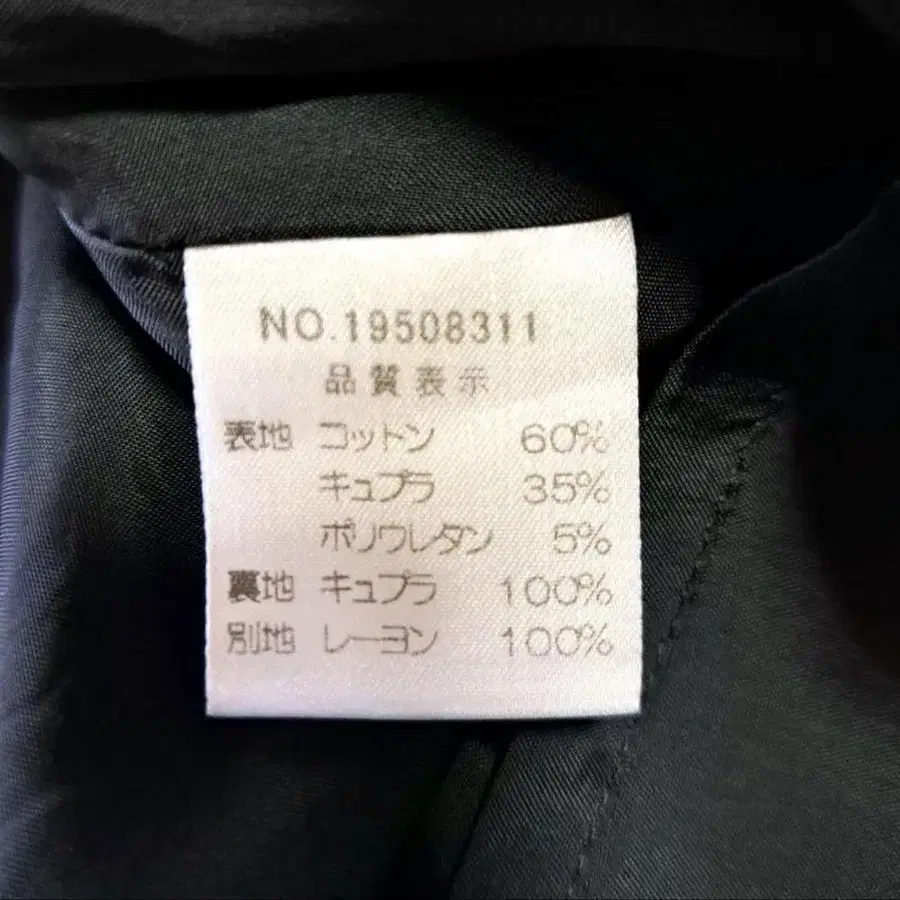 NO.19508311
品質表示
表地 コットン 60%
キュプラ 35%
ポリウレタン 5%
裏地 キュプラ 100%
別地 レーヨン 100%